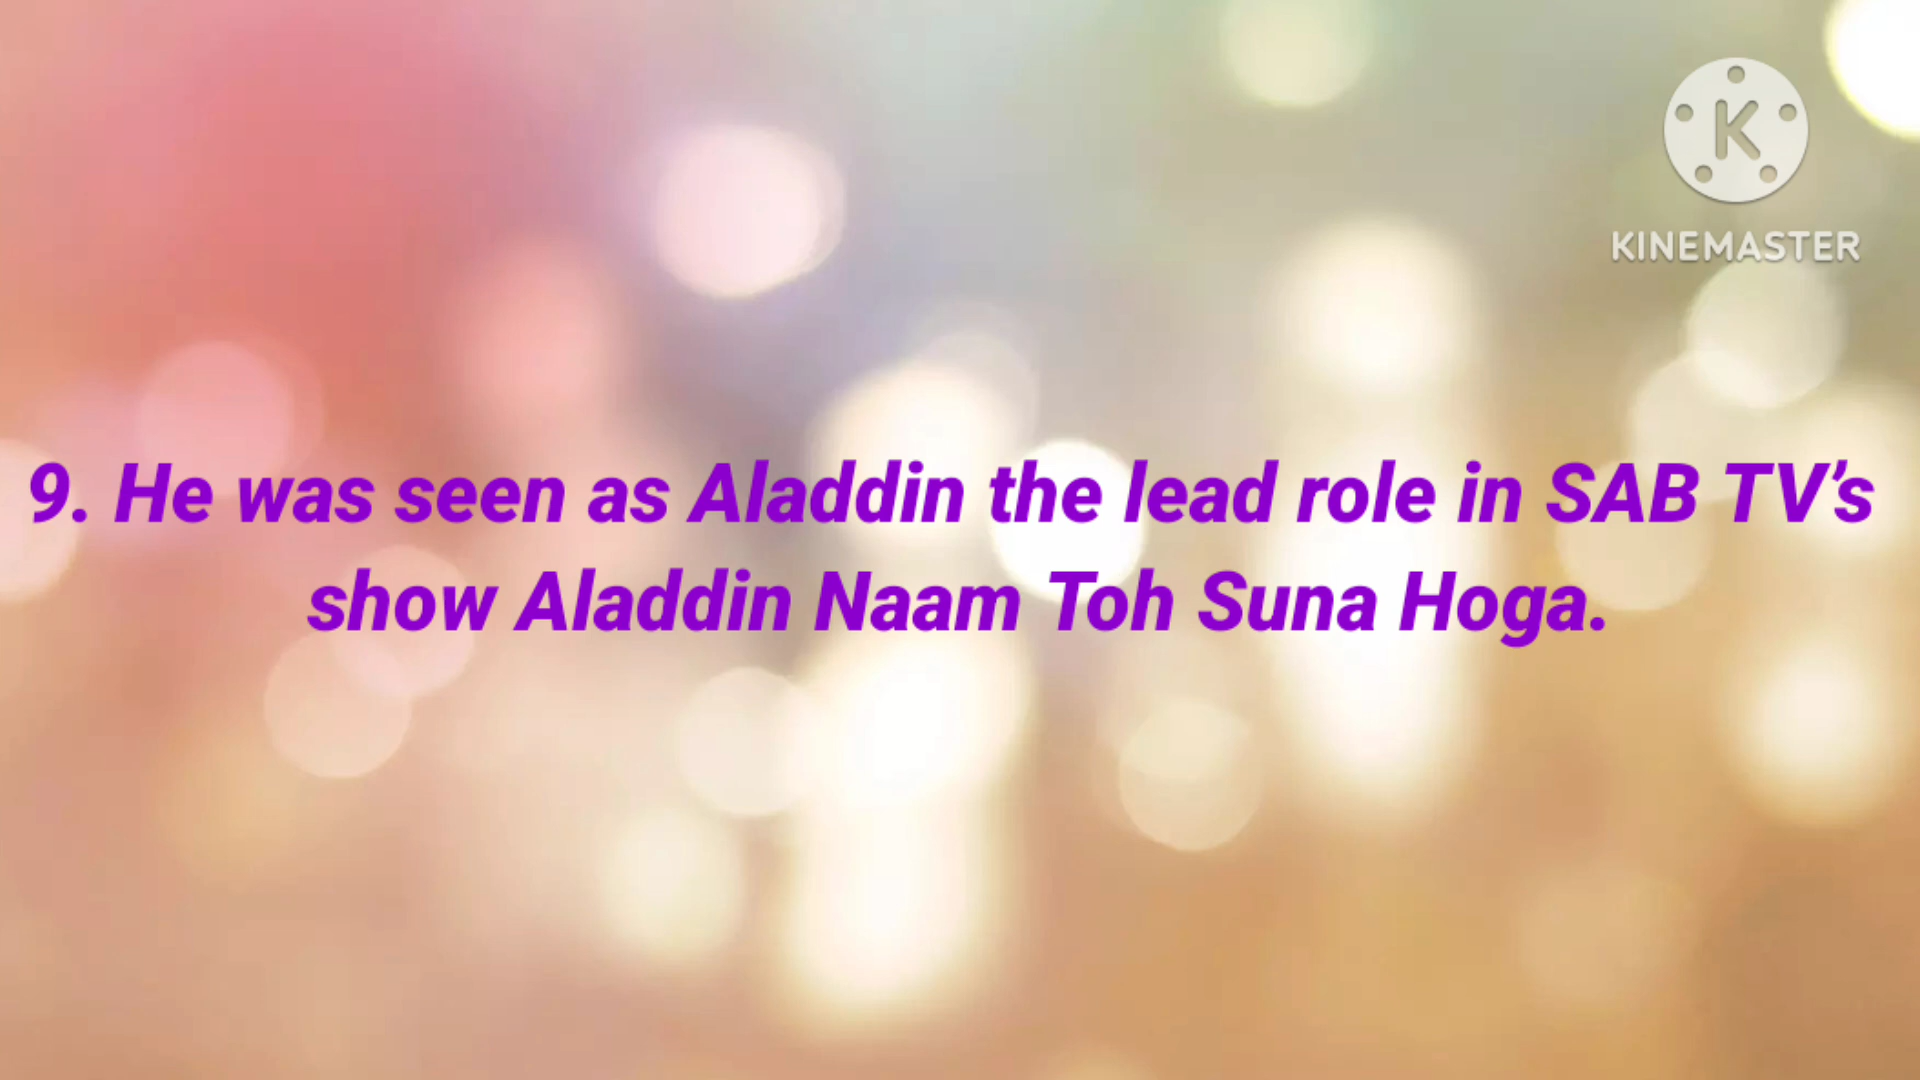 K
KINEMASTER
9. He was seen as Aladdin the lead role in SAB TV’s
show Aladdin Naam Toh Suna Hoga.